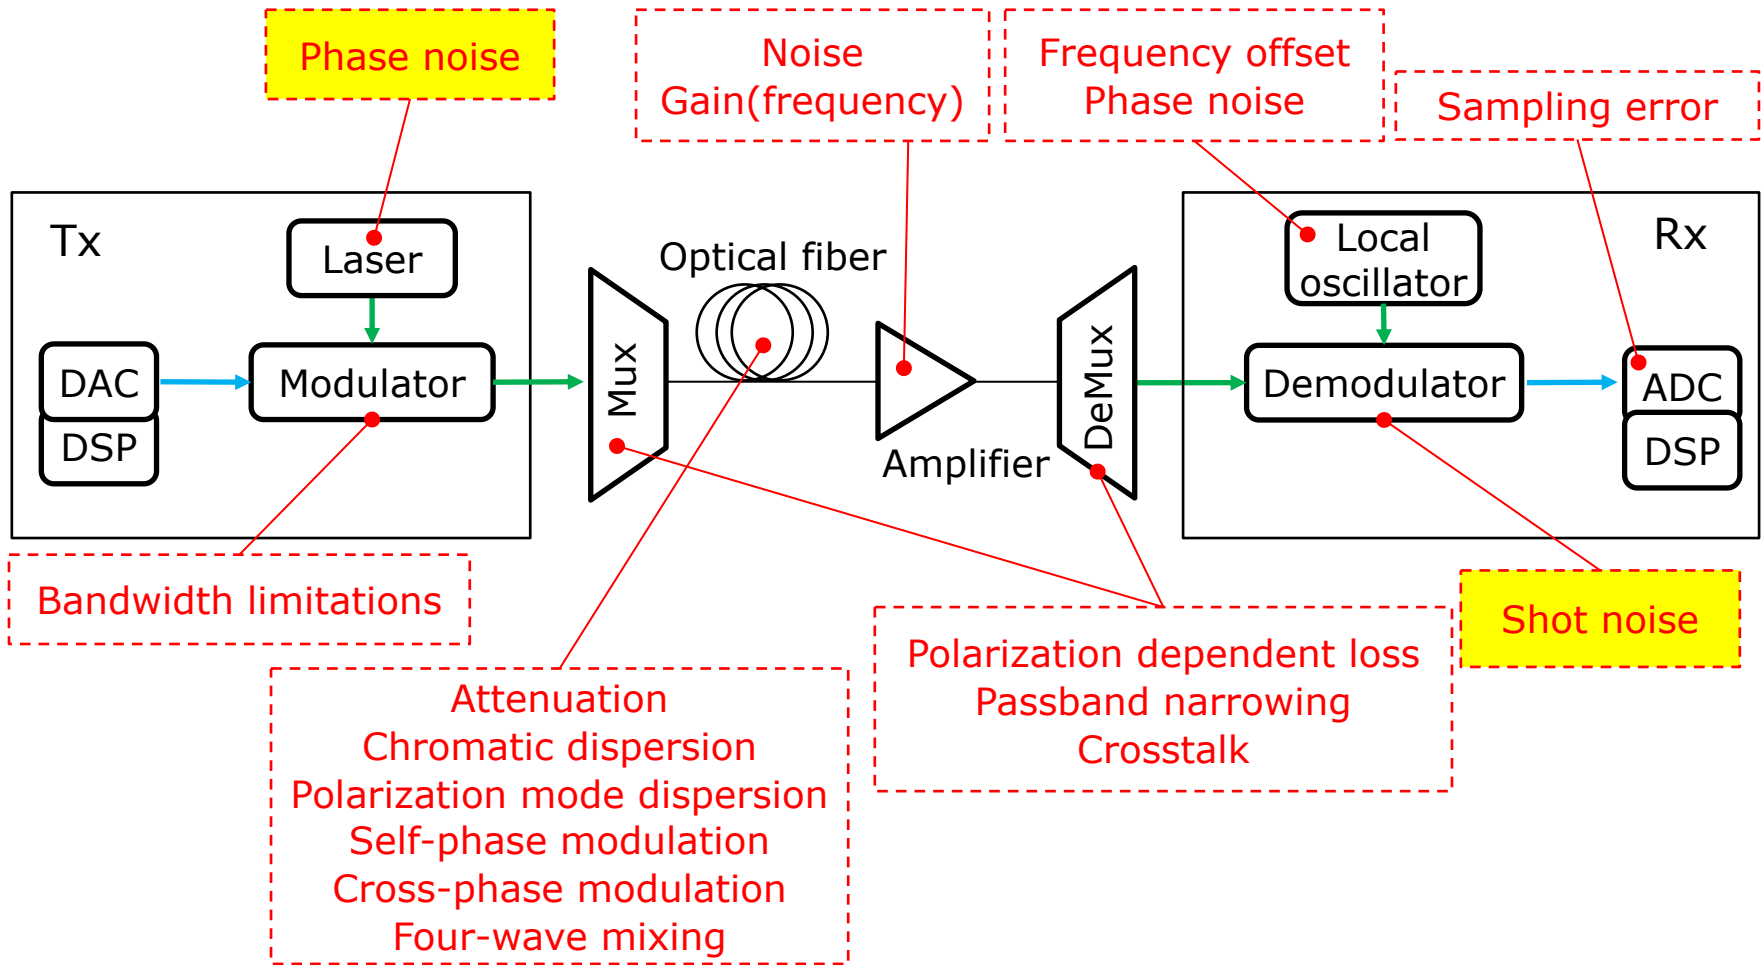 Phase noise
Noise
Gain(frequency)
Frequency offset
Phase noise
Sampling error
Tx
Laser
DAC
DSP
Modulator
Mux
Optical fiber
Amplifier
DeMux
Rx
Local
oscillator
Demodulator
ADC
DSP
Bandwidth limitations
Attenuation
Chromatic dispersion
Polarization mode dispersion
Self-phase modulation
Cross-phase modulation
Four-wave mixing
Polarization dependent loss
Passband narrowing
Crosstalk
Shot noise